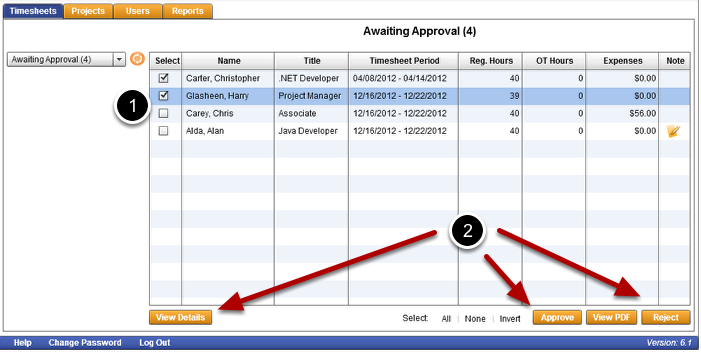 Timesheets Projects Users Reports
Awaiting Approval (4)
Awaiting Approval (4)
Select Name Title Timesheet Period Reg. Hours OT Hours Expenses Note
Carter, Christopher .NET Developer 04/08/2012 - 04/14/2012 40 0 $0.00
1
Glasheen, Harry Project Manager 12/16/2012 - 12/22/2012 39 0 $0.00
Carey, Chris Associate 12/16/2012 - 12/22/2012 40 0 $56.00
Alda, Alan Java Developer 12/16/2012 - 12/22/2012 40 0 $0.00
2
View Details Select: All None Invert Approve View PDF Reject
Help Change Password Log Out Version: 6.1